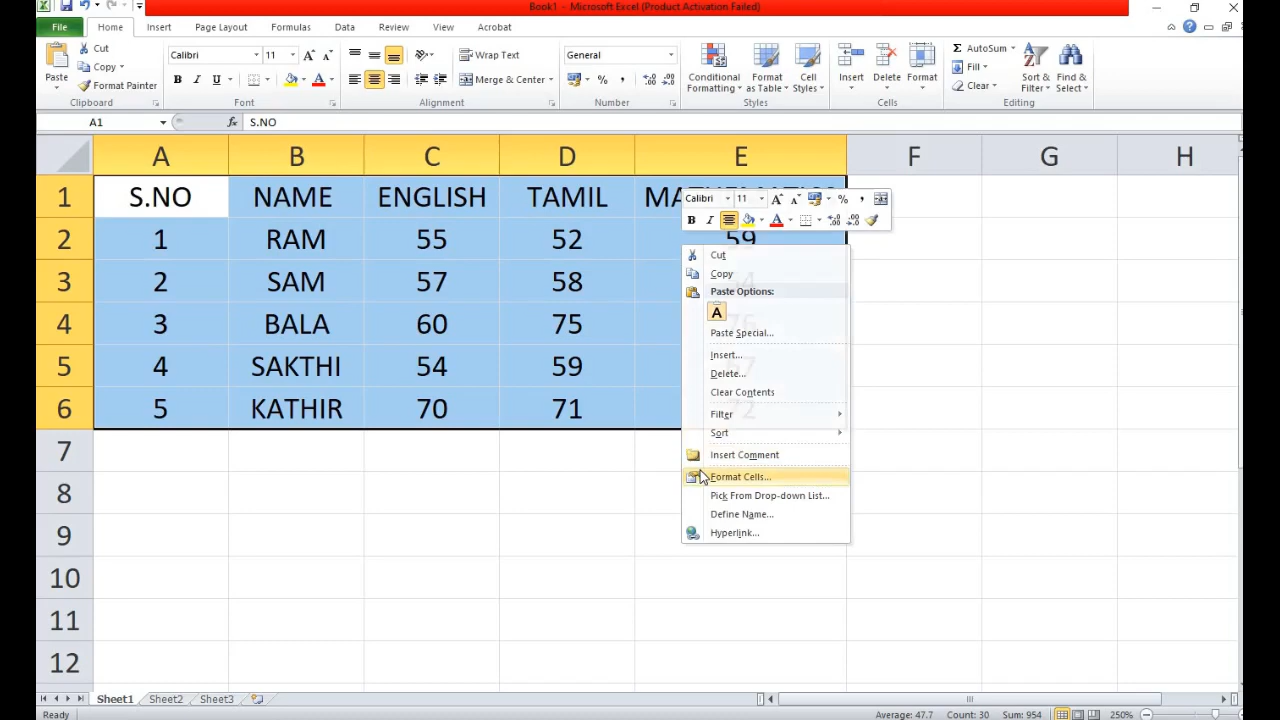 Book1 - Microsoft Excel (Product Activation Failed)
File Home Insert Page Layout Formulas Data Review View Acrobat
Cut
Copy
Format Painter
Paste
Clipboard
Calibri 11
B I U
Font
Wrap Text
Merge & Center
Alignment
General
Number
Conditional Formatting
Format as Table
Cell Styles
Styles
Insert Delete Format
Cells
AutoSum
Fill
Clear
Sort & Filter
Find & Select
Editing
A1 fx S.NO
A B C D E F G H
1 S.NO NAME ENGLISH TAMIL
2 1 RAM 55 52 59
3 2 SAM 57 58
4 3 BALA 60 75
5 4 SAKTHI 54 59
6 5 KATHIR 70 71 72
7
8
9
10
11
12
Calibri 11
B I
Cut
Copy
Paste Options:
A
Paste Special...
Insert...
Delete...
Clear Contents
Filter
Sort
Insert Comment
Format Cells...
Pick From Drop-down List...
Define Name...
Hyperlink...
Sheet1 Sheet2 Sheet3
Ready Average: 47.7 Count: 30 Sum: 954 250%